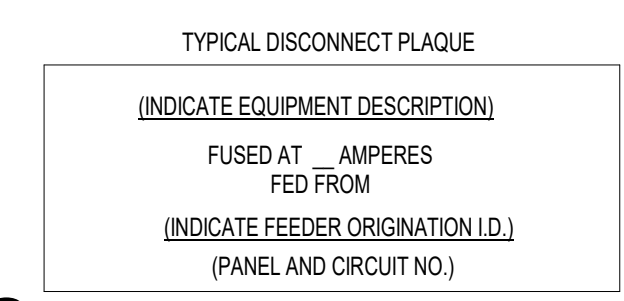 TYPICAL DISCONNECT PLAQUE
(INDICATE EQUIPMENT DESCRIPTION)
FUSED AT __ AMPERES
FED FROM
(INDICATE FEEDER ORIGINATION I.D.)
(PANEL AND CIRCUIT NO.)